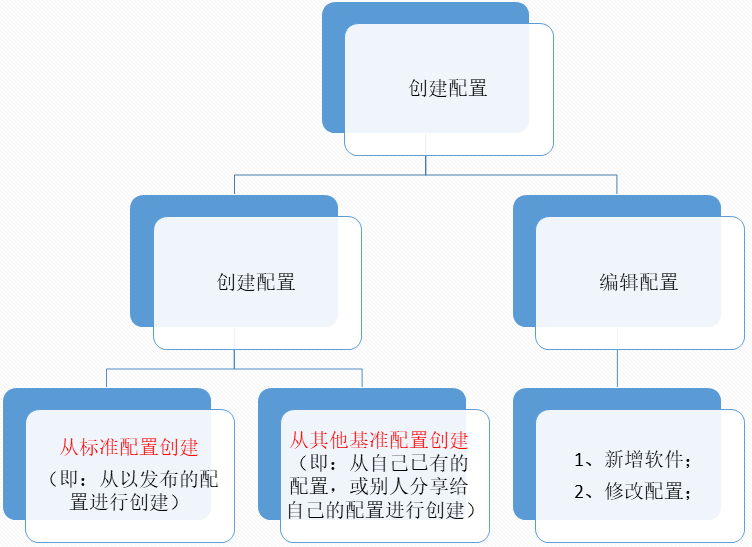 创建配置
创建配置
编辑配置
从标准配置创建
（即：从以发布的配
置进行创建）
从其他基准配置创建
（即：从自己己有的
配置，或别人分享给
自己的配置进行创建）
1、新增软件；
2、修改配置；